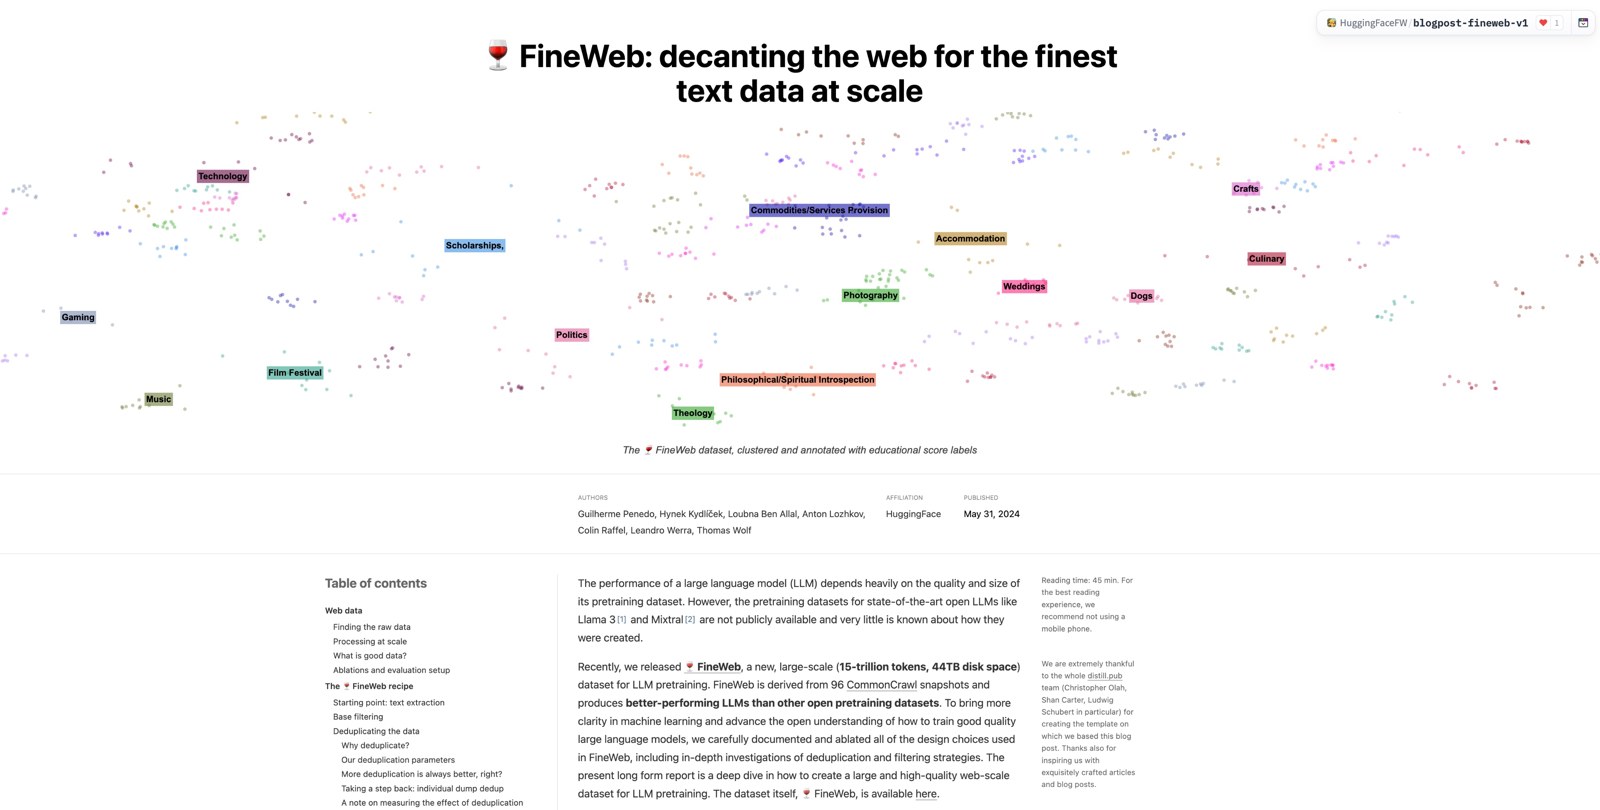 HuggingFaceFW/blogpost-fineweb-v1 1
🍷 FineWeb: decanting the web for the finest
text data at scale
Technology
Crafts
Commodities/Services Provision
Accommodation
Scholarships,
Culinary
Weddings
Photography
Dogs
Gaming
Politics
Film Festival
Philosophical/Spiritual Introspection
Music
Theology
The 🍷 FineWeb dataset, clustered and annotated with educational score labels
AUTHORS
Guilherme Penedo, Hynek Kydlíček, Loubna Ben Allal, Anton Lozhkov,
Colin Raffel, Leandro Werra, Thomas Wolf
AFFILIATION
HuggingFace
PUBLISHED
May 31, 2024
Table of contents
Web data
Finding the raw data
Processing at scale
What is good data?
Ablations and evaluation setup
The 🍷 FineWeb recipe
Starting point: text extraction
Base filtering
Deduplicating the data
Why deduplicate?
Our deduplication parameters
More deduplication is always better, right?
Taking a step back: individual dump dedup
A note on measuring the effect of deduplication
The performance of a large language model (LLM) depends heavily on the quality and size of
its pretraining dataset. However, the pretraining datasets for state-of-the-art open LLMs like
Llama 3[1] and Mixtral[2] are not publicly available and very little is known about how they
were created.
Recently, we released 🍷 FineWeb, a new, large-scale (15-trillion tokens, 44TB disk space)
dataset for LLM pretraining. FineWeb is derived from 96 CommonCrawl snapshots and
produces better-performing LLMs than other open pretraining datasets. To bring more
clarity in machine learning and advance the open understanding of how to train good quality
large language models, we carefully documented and ablated all of the design choices used
in FineWeb, including in-depth investigations of deduplication and filtering strategies. The
present long form report is a deep dive in how to create a large and high-quality web-scale
dataset for LLM pretraining. The dataset itself, 🍷 FineWeb, is available here.
Reading time: 45 min. For
the best reading
experience, we
recommend not using a
mobile phone.
We are extremely thankful
to the whole distill.pub
team (Christopher Olah,
Shan Carter, Ludwig
Schubert in particular) for
creating the template on
which we based this blog
post. Thanks also for
inspiring us with
exquisitely crafted articles
and blog posts.